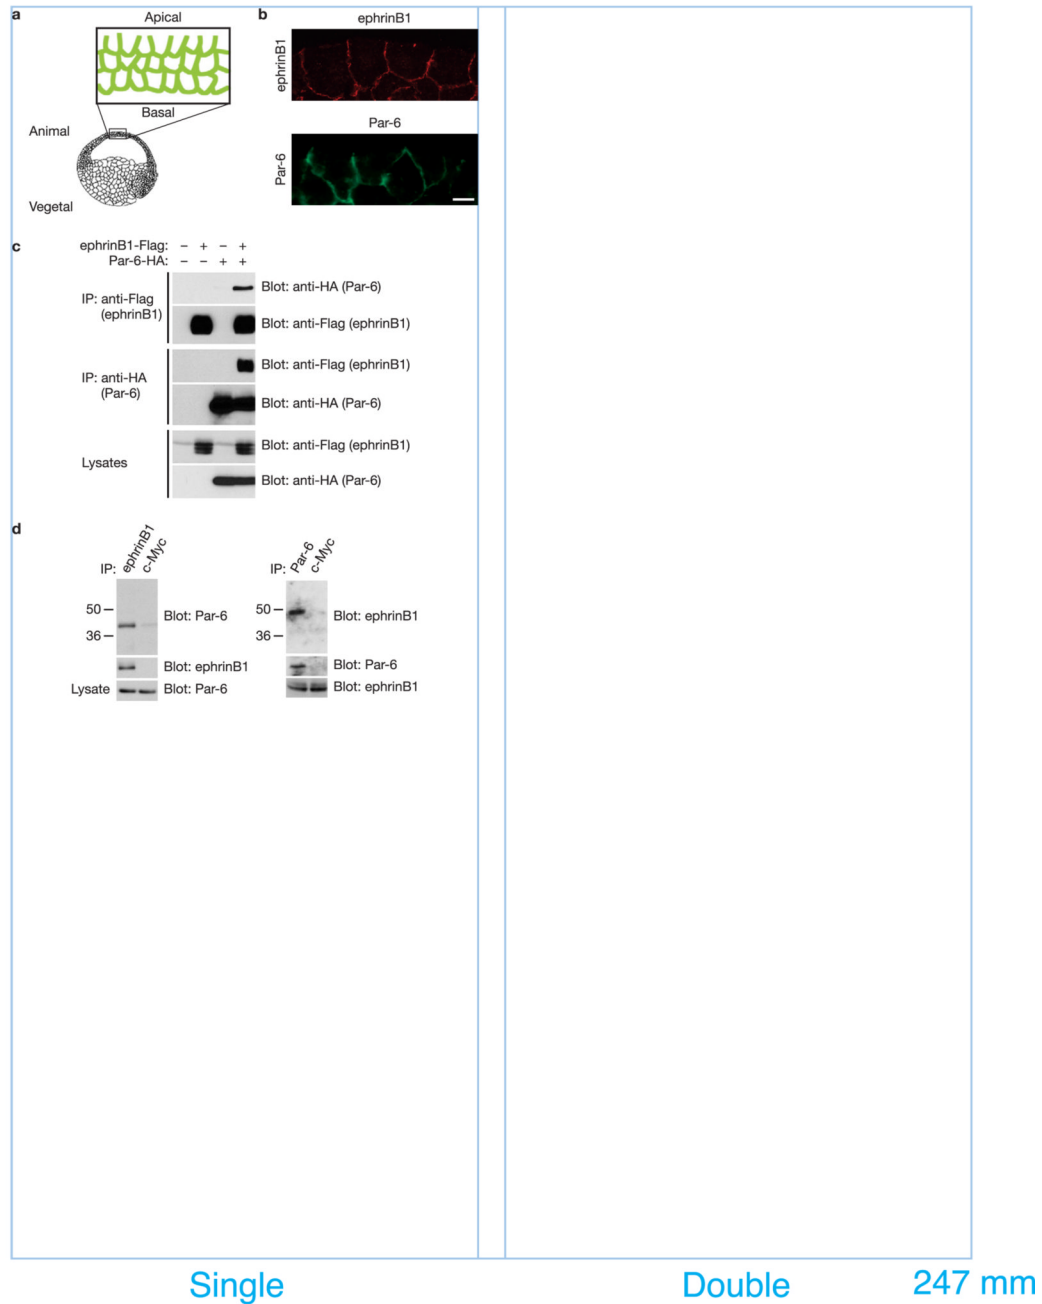 a
Apical
Basal
Animal
Vegetal
b
ephrinB1
ephrinB1
Par-6
Par-6
c
ephrinB1-Flag: – + – +
Par-6-HA: – – + +
IP: anti-Flag
(ephrinB1)
Blot: anti-HA (Par-6)
Blot: anti-Flag (ephrinB1)
IP: anti-HA
(Par-6)
Blot: anti-Flag (ephrinB1)
Blot: anti-HA (Par-6)
Lysates
Blot: anti-Flag (ephrinB1)
Blot: anti-HA (Par-6)
d
IP: ephrinB1 c-Myc
50
36
Blot: Par-6
Blot: ephrinB1
Lysate
Blot: Par-6
IP: Par-6 c-Myc
50
36
Blot: ephrinB1
Blot: Par-6
Blot: ephrinB1
Single
Double
247 mm